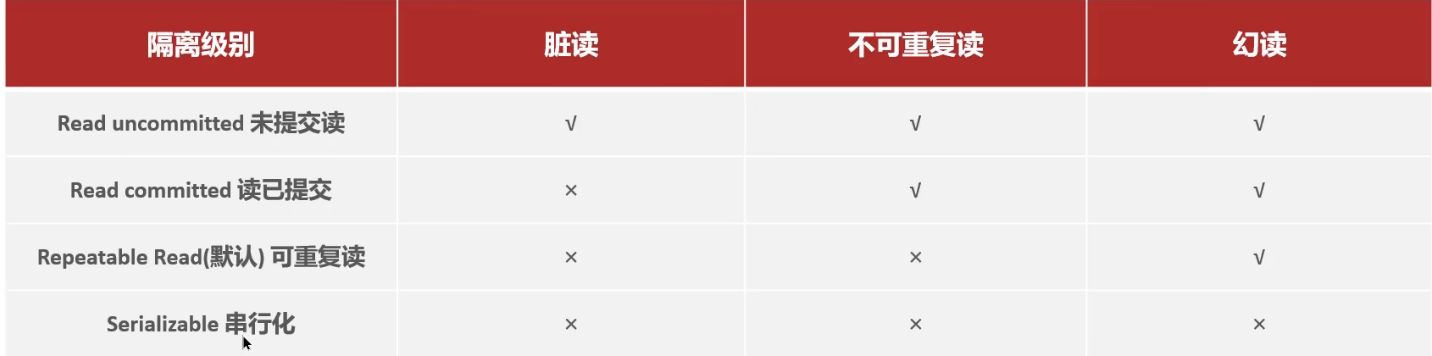 隔离级别 脏读 不可重复读 幻读
Read uncommitted 未提交读 √ √ √
Read committed 读已提交 × √ √
Repeatable Read(默认) 可重复读 × × √
Serializable 串行化 × × ×